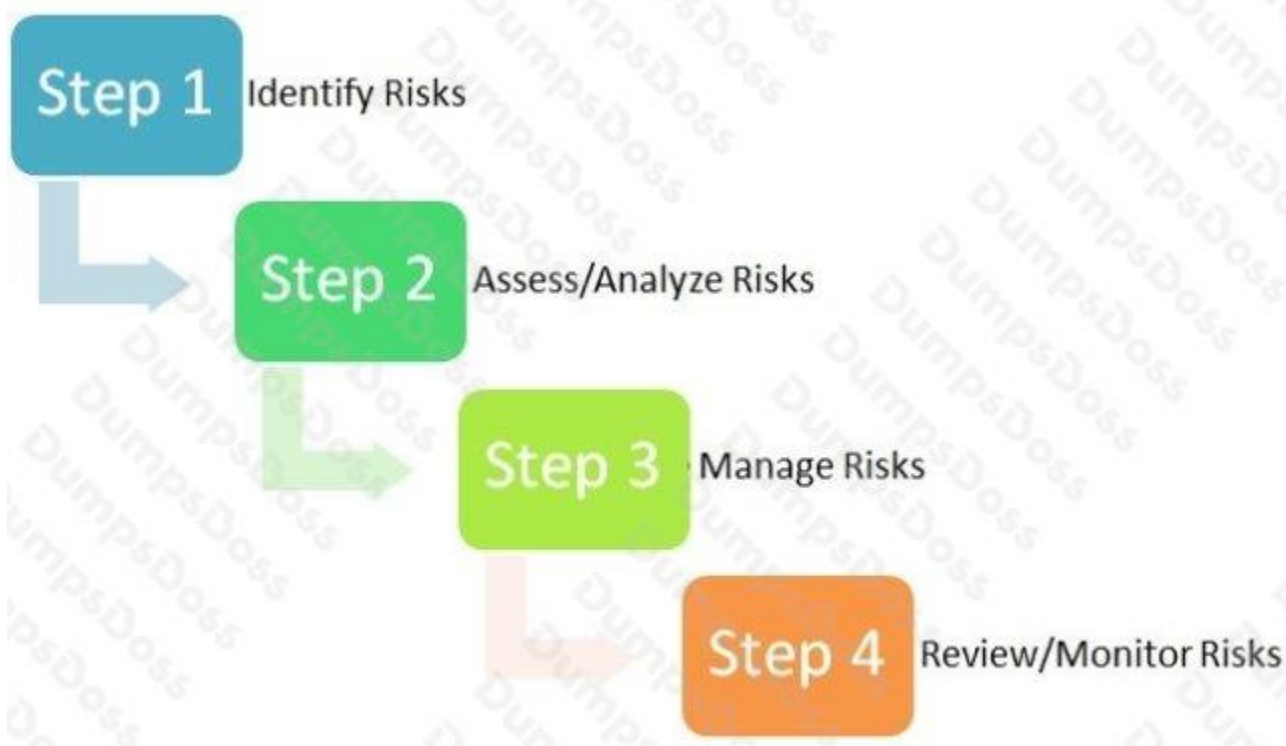 Step 1 Identify Risks
Step 2 Assess/Analyze Risks
Step 3 Manage Risks
Step 4 Review/Monitor Risks
DumpsDoss